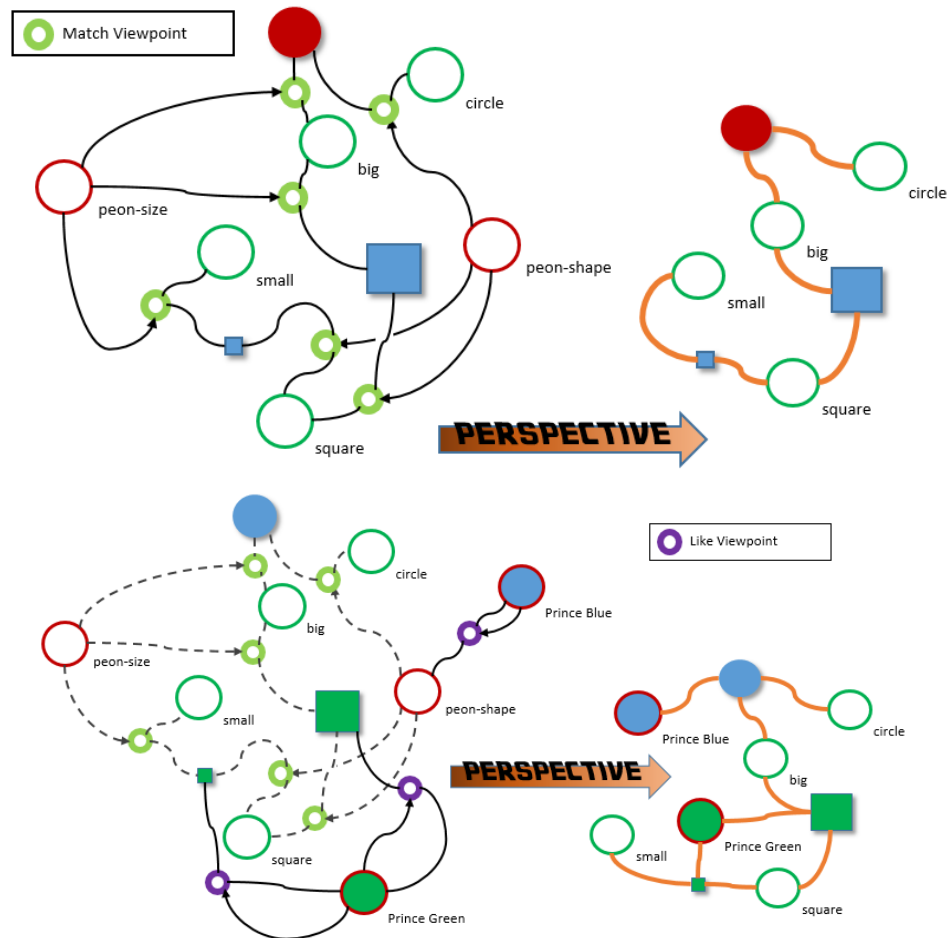 Match Viewpoint
circle
big
peon-size
small
peon-shape
square
circle
big
small
square
PERSPECTIVE
Like Viewpoint
circle
Prince Blue
big
peon-size
small
peon-shape
square
Prince Green
PERSPECTIVE
Prince Blue
circle
big
Prince Green
small
square